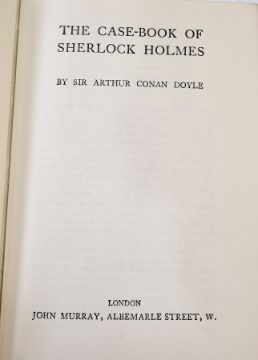 THE CASE-BOOK OF
SHERLOCK HOLMES
BY SIR ARTHUR CONAN DOYLE
LONDON
JOHN MURRAY, ALBEMARLE STREET, W.